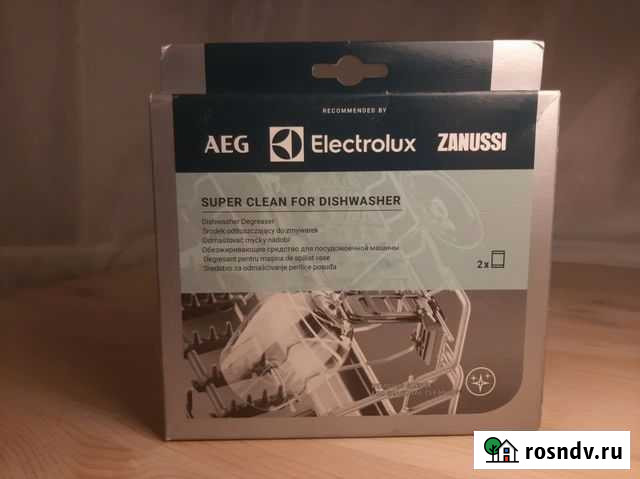 RECOMMENDED BY
AEG Electrolux ZANUSSI
SUPER CLEAN FOR DISHWASHER
Dishwasher Degreaser
Środek odtłuszczający do zmywarek
Odmašťovač myčky nádobí
Обезжиривающее средство для посудомоечной машины
Degresant pentru mașina de spălat vase
Sredstvo za odmašćivanje perilice posuđa
2x
rosndv.ru